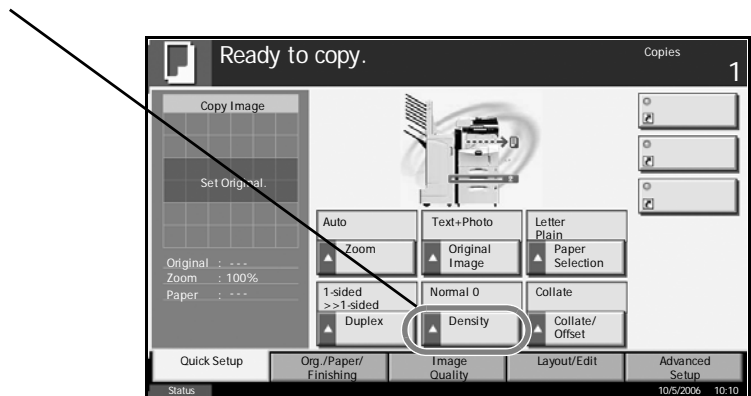 Ready to copy.
Copies
1
Copy Image
Set Original.
Original : ---
Zoom : 100%
Paper : ---
Auto
Zoom
Text+Photo
Original
Image
Letter
Plain
Paper
Selection
1-sided
>>1-sided
Duplex
Normal 0
Density
Collate
Collate/
Offset
Quick Setup
Org./Paper/
Finishing
Image
Quality
Layout/Edit
Advanced
Setup
Status
10/5/2006 10:10